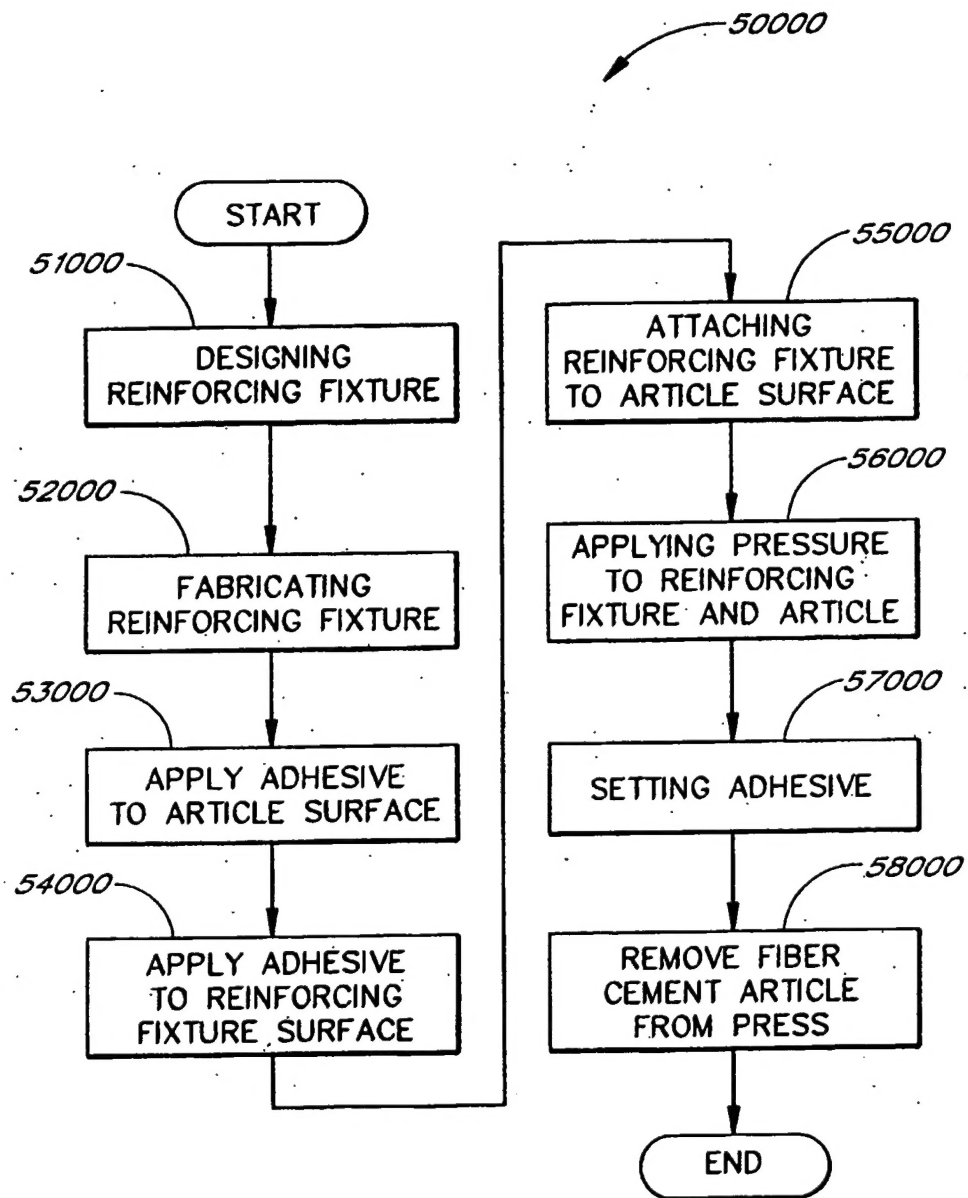 50000
START
51000
DESIGNING
REINFORCING FIXTURE
52000
FABRICATING
REINFORCING FIXTURE
53000
APPLY ADHESIVE
TO ARTICLE SURFACE
54000
APPLY ADHESIVE
TO REINFORCING
FIXTURE SURFACE
55000
ATTACHING
REINFORCING FIXTURE
TO ARTICLE SURFACE
56000
APPLYING PRESSURE
TO REINFORCING
FIXTURE AND ARTICLE
57000
SETTING ADHESIVE
58000
REMOVE FIBER
CEMENT ARTICLE
FROM PRESS
END